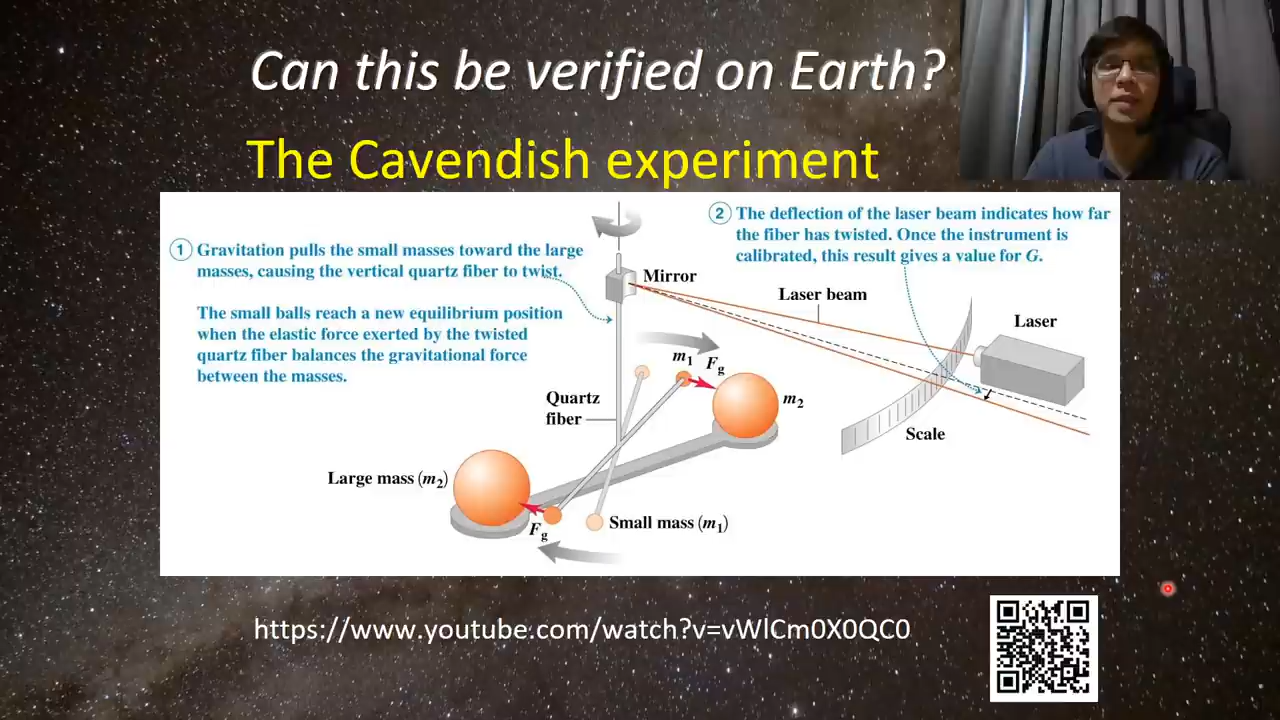 Can this be verified on Earth?
The Cavendish experiment
1 Gravitation pulls the small masses toward the large
masses, causing the vertical quartz fiber to twist.
The small balls reach a new equilibrium position
when the elastic force exerted by the twisted
quartz fiber balances the gravitational force
between the masses.
2 The deflection of the laser beam indicates how far
the fiber has twisted. Once the instrument is
calibrated, this result gives a value for G.
Mirror
Laser beam
Laser
m₁
Fg
m₂
Quartz
fiber
Scale
Large mass (m₂)
Fg
Small mass (m₁)
https://www.youtube.com/watch?v=vWlCm0X0QC0